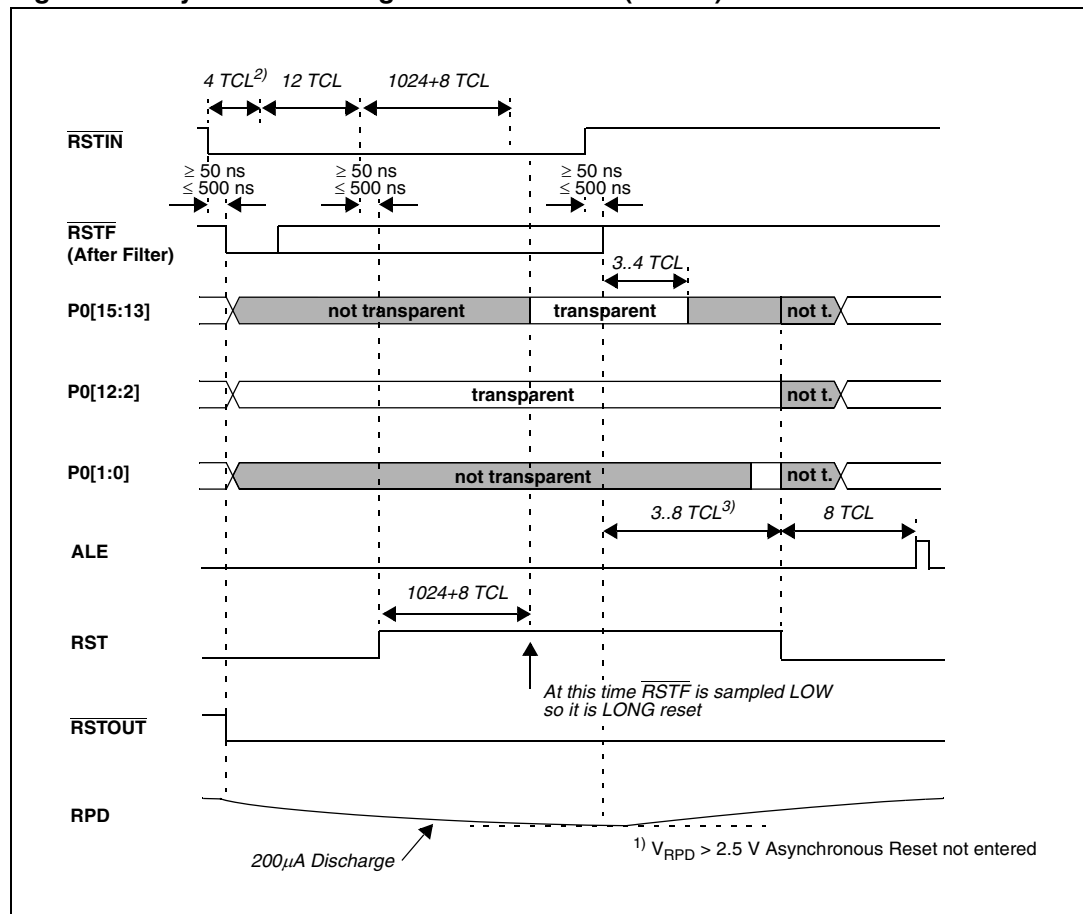 4 TCL2) 12 TCL 1024+8 TCL
RSTIN
≥ 50 ns ≥ 50 ns ≥ 50 ns
≤ 500 ns ≤ 500 ns ≤ 500 ns
RSTF
(After Filter)
3..4 TCL
P0[15:13] not transparent transparent not t.
P0[12:2] transparent not t.
P0[1:0] not transparent not t.
3..8 TCL3) 8 TCL
ALE
1024+8 TCL
RST
At this time RSTF is sampled LOW
so it is LONG reset
RSTOUT
RPD
200μA Discharge
1) VRPD > 2.5 V Asynchronous Reset not entered